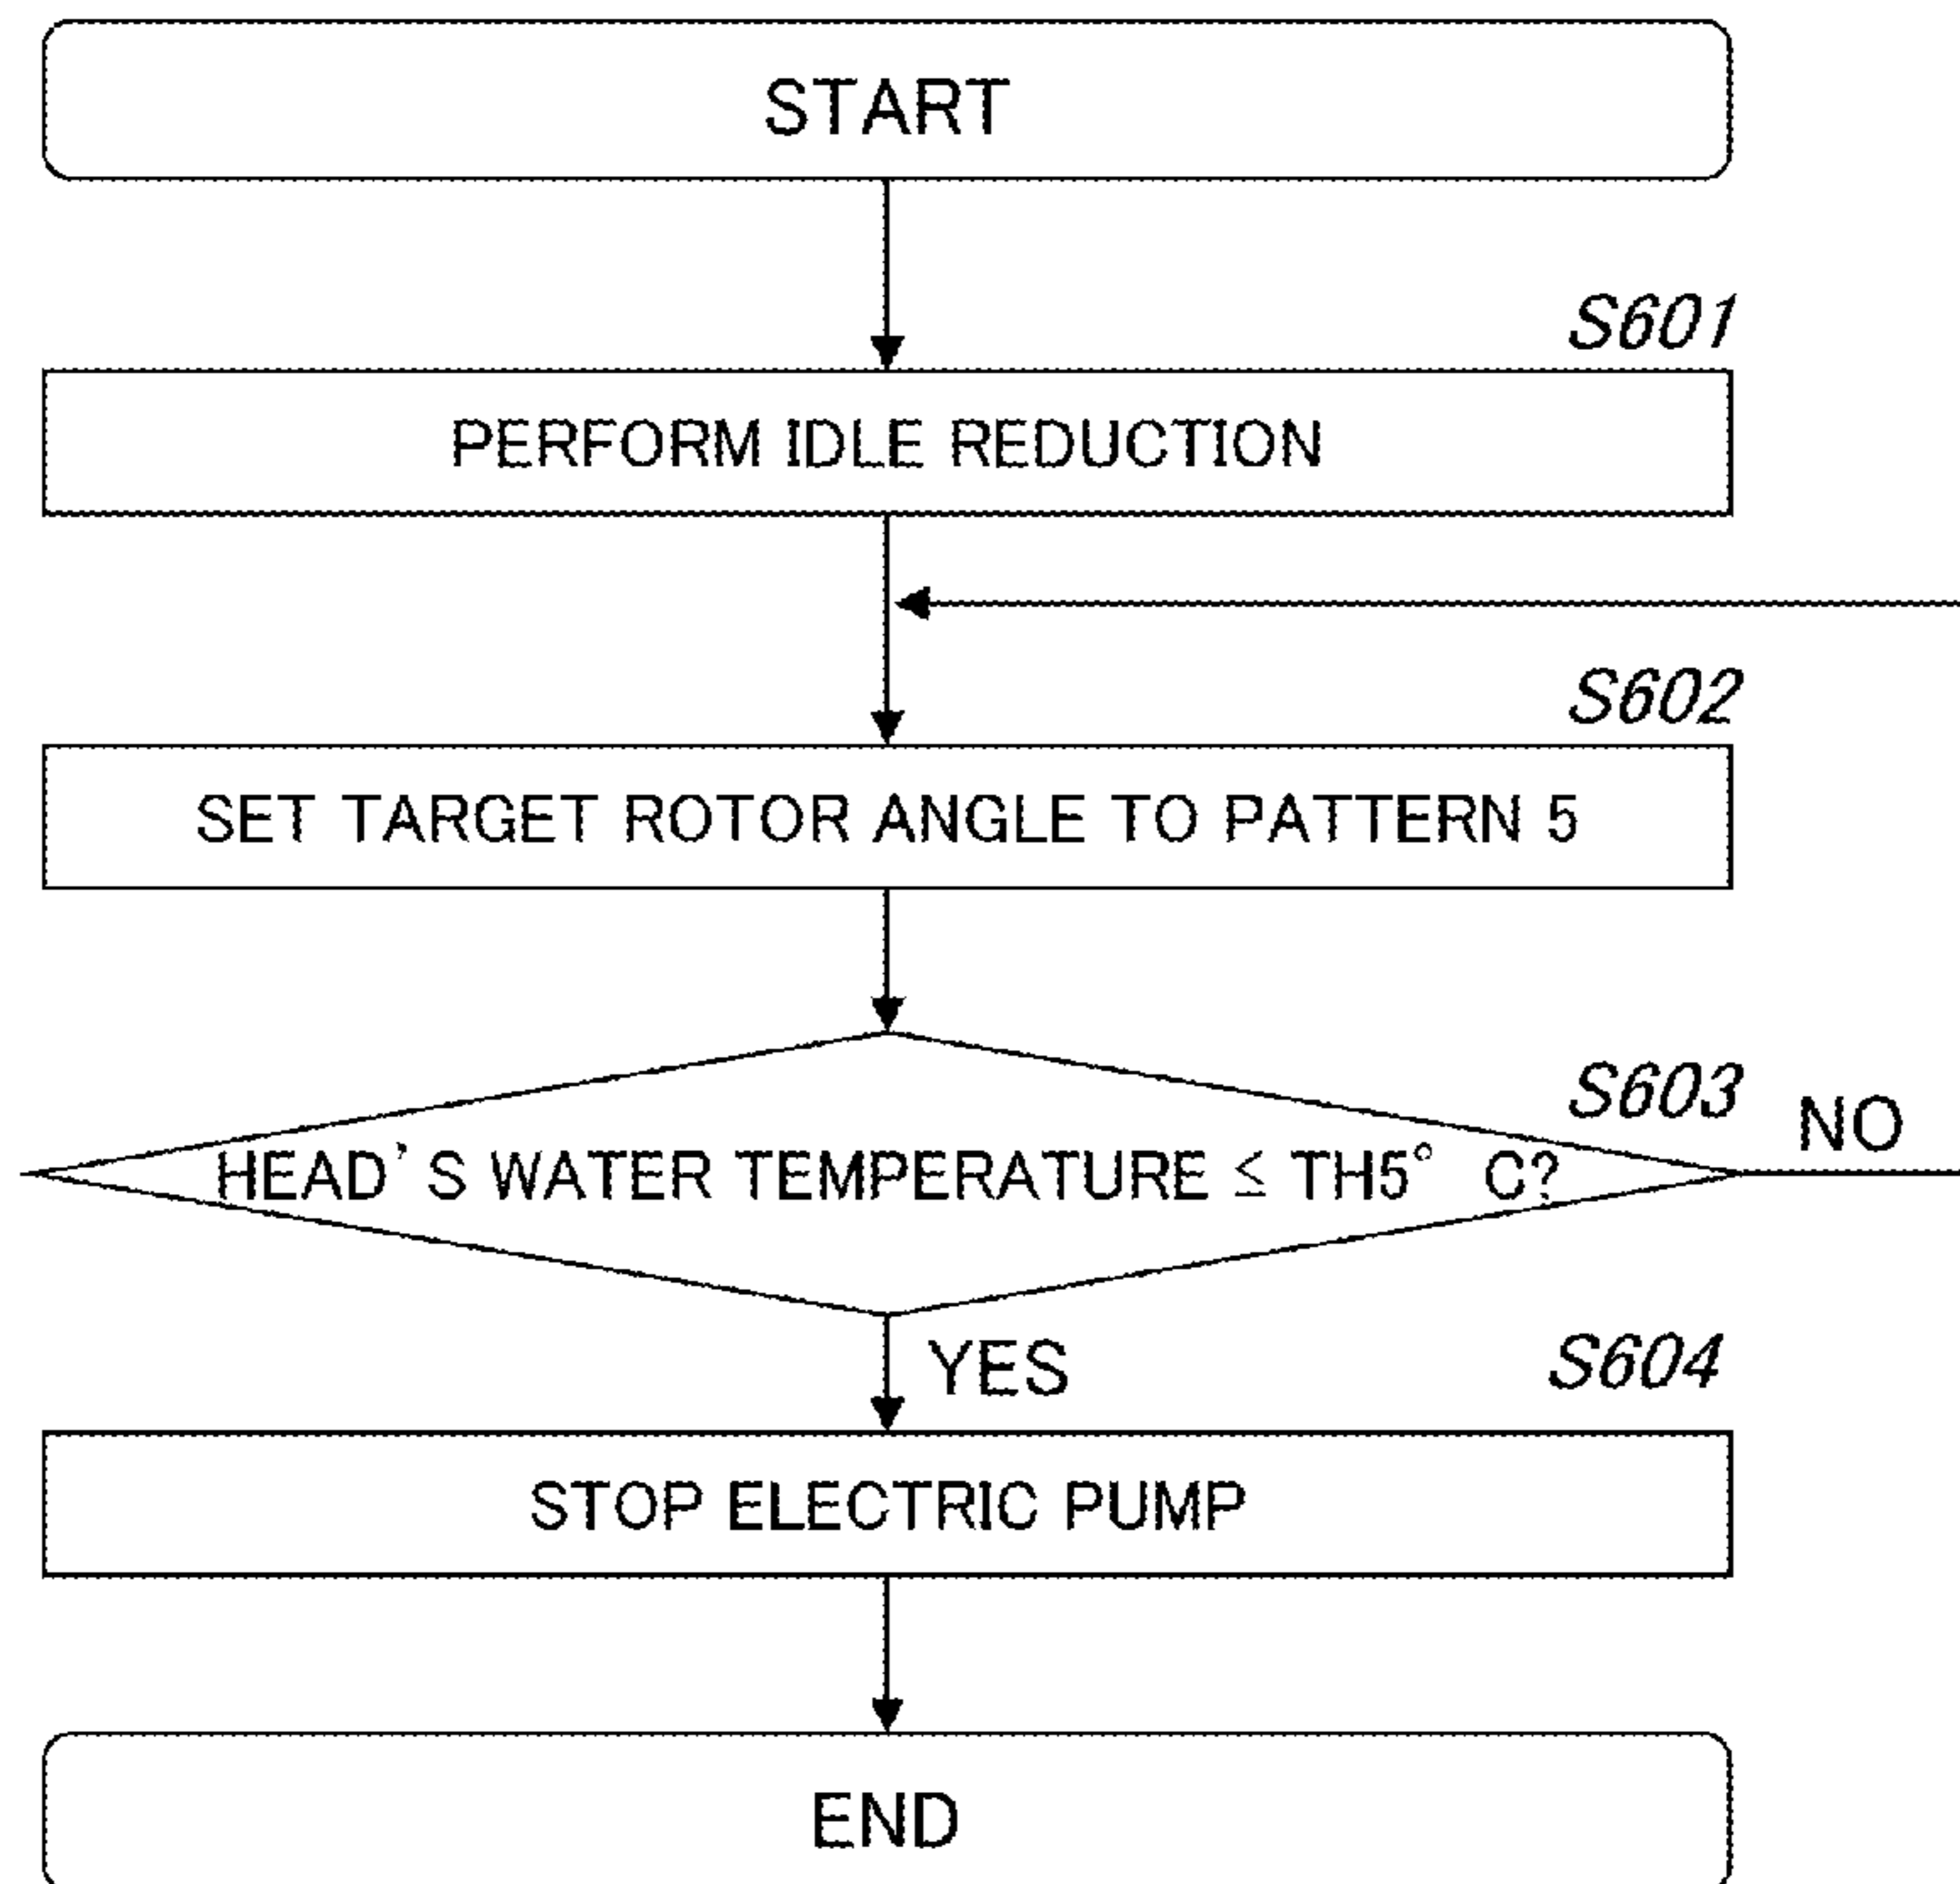 START
S601
PERFORM IDLE REDUCTION
S602
SET TARGET ROTOR ANGLE TO PATTERN 5
S603
NO
HEAD'S WATER TEMPERATURE ≤ TH5° C?
YES
S604
STOP ELECTRIC PUMP
END